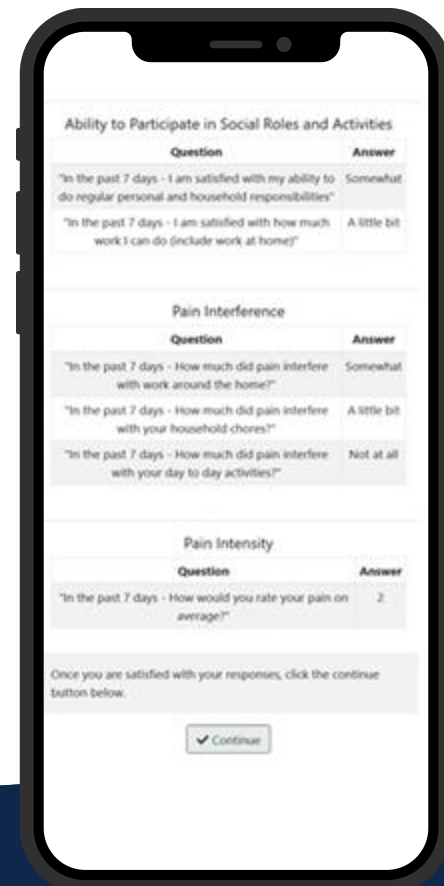 Ability to Participate in Social Roles and Activities
Question Answer
"In the past 7 days - I am satisfied with my ability to Somewhat
do regular personal and household responsibilities"
"In the past 7 days - I am satisfied with how much A little bit
work I can do (include work at home)"
Pain Interference
Question Answer
"In the past 7 days - How much did pain interfere Somewhat
with work around the home?"
"In the past 7 days - How much did pain interfere A little bit
with your household chores?"
"In the past 7 days - How much did pain interfere Not at all
with your day to day activities?"
Pain Intensity
Question Answer
"In the past 7 days - How would you rate your pain on 2
average?"
Once you are satisfied with your responses, click the continue
button below.
✔ Continue